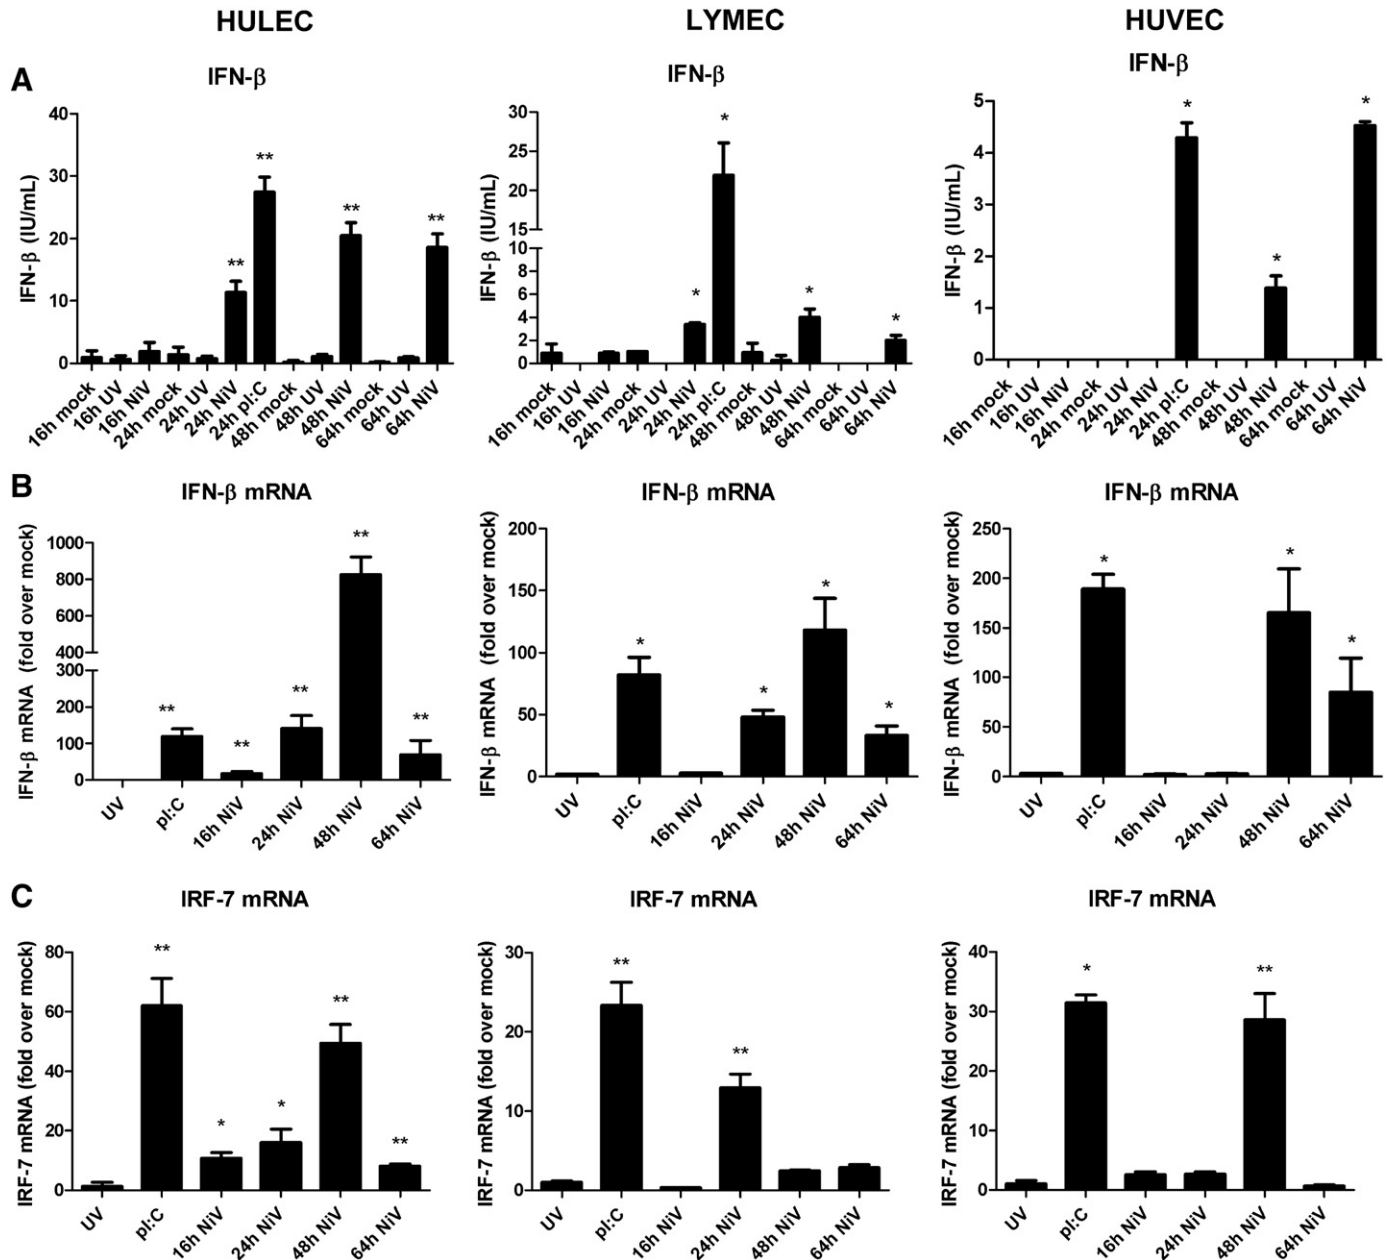 HULEC
LYMEC
HUVEC
A
IFN-β
IFN-β (IU/mL)
40
30
20
10
0
** ** ** **
16h mock
16h UV
16h NiV
24h mock
24h UV
24h NiV
24h pI:C
48h mock
48h UV
48h NiV
64h mock
64h UV
64h NiV
IFN-β
IFN-β (IU/mL)
30
25
20
15
10
8
6
4
2
0
* * * *
16h mock
16h UV
16h NiV
24h mock
24h UV
24h NiV
24h pI:C
48h mock
48h UV
48h NiV
64h mock
64h UV
64h NiV
IFN-β
IFN-β (IU/mL)
5
4
3
2
1
0
* * *
16h mock
16h UV
16h NiV
24h mock
24h UV
24h NiV
24h pI:C
48h mock
48h UV
48h NiV
64h mock
64h UV
64h NiV
B
IFN-β mRNA
IFN-β mRNA (fold over mock)
1000
800
600
400
300
200
100
0
** ** ** ** **
UV
pI:C
16h NiV
24h NiV
48h NiV
64h NiV
IFN-β mRNA
IFN-β mRNA (fold over mock)
200
150
100
50
0
* * * *
UV
pI:C
16h NiV
24h NiV
48h NiV
64h NiV
IFN-β mRNA
IFN-β mRNA (fold over mock)
250
200
150
100
50
0
* * *
UV
pI:C
16h NiV
24h NiV
48h NiV
64h NiV
C
IRF-7 mRNA
IRF-7 mRNA (fold over mock)
80
60
40
20
0
** * * ** **
UV
pI:C
16h NiV
24h NiV
48h NiV
64h NiV
IRF-7 mRNA
IRF-7 mRNA (fold over mock)
30
20
10
0
** **
UV
pI:C
16h NiV
24h NiV
48h NiV
64h NiV
IRF-7 mRNA
IRF-7 mRNA (fold over mock)
40
30
20
10
0
* **
UV
pI:C
16h NiV
24h NiV
48h NiV
64h NiV